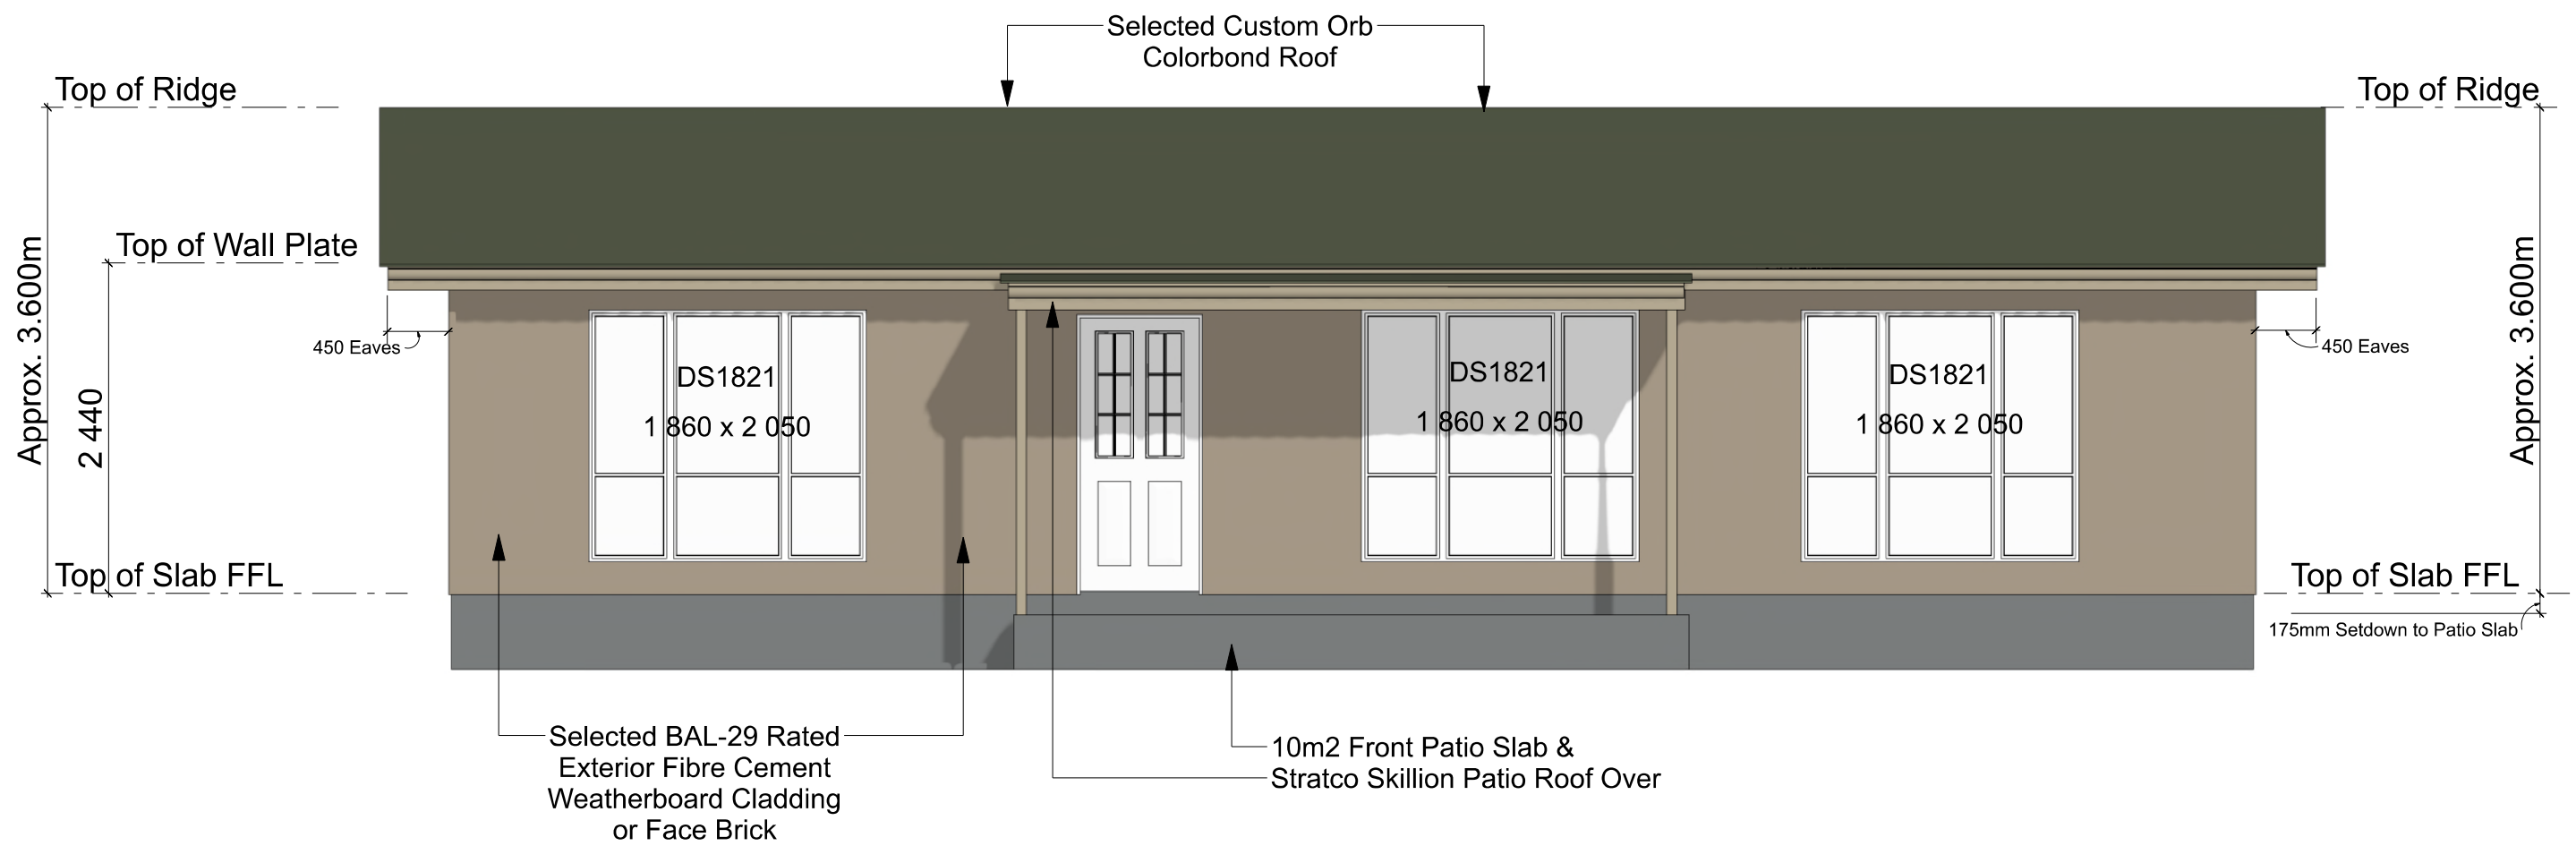 Selected Custom Orb
Colorbond Roof
Top of Ridge
Top of Ridge
Top of Wall Plate
Approx. 3.600m
2 440
Approx. 3.600m
450 Eaves
450 Eaves
DS1821
1 860 x 2 050
DS1821
1 860 x 2 050
DS1821
1 860 x 2 050
Top of Slab FFL
Top of Slab FFL
175mm Setdown to Patio Slab
Selected BAL-29 Rated
Exterior Fibre Cement
Weatherboard Cladding
or Face Brick
10m2 Front Patio Slab &
Stratco Skillion Patio Roof Over